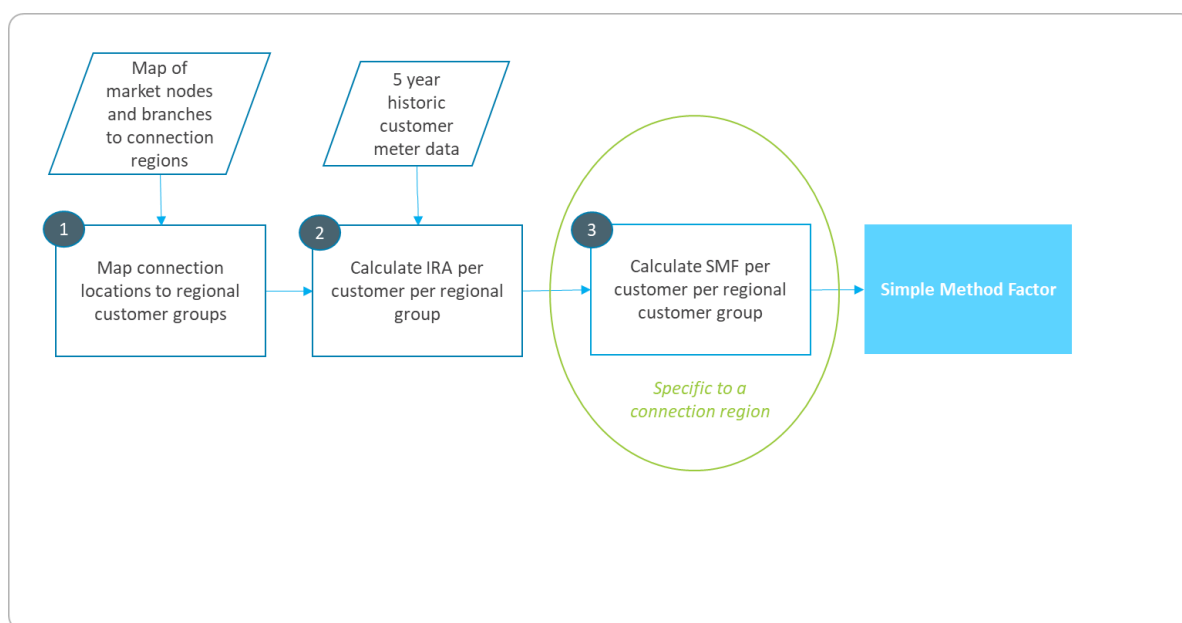 Map of
market nodes
and branches
to connection
regions
5 year
historic
customer
meter data
1
Map connection
locations to regional
customer groups
2
Calculate IRA per
customer per regional
group
3
Calculate SMF per
customer per regional
customer group
Specific to a
connection region
Simple Method Factor